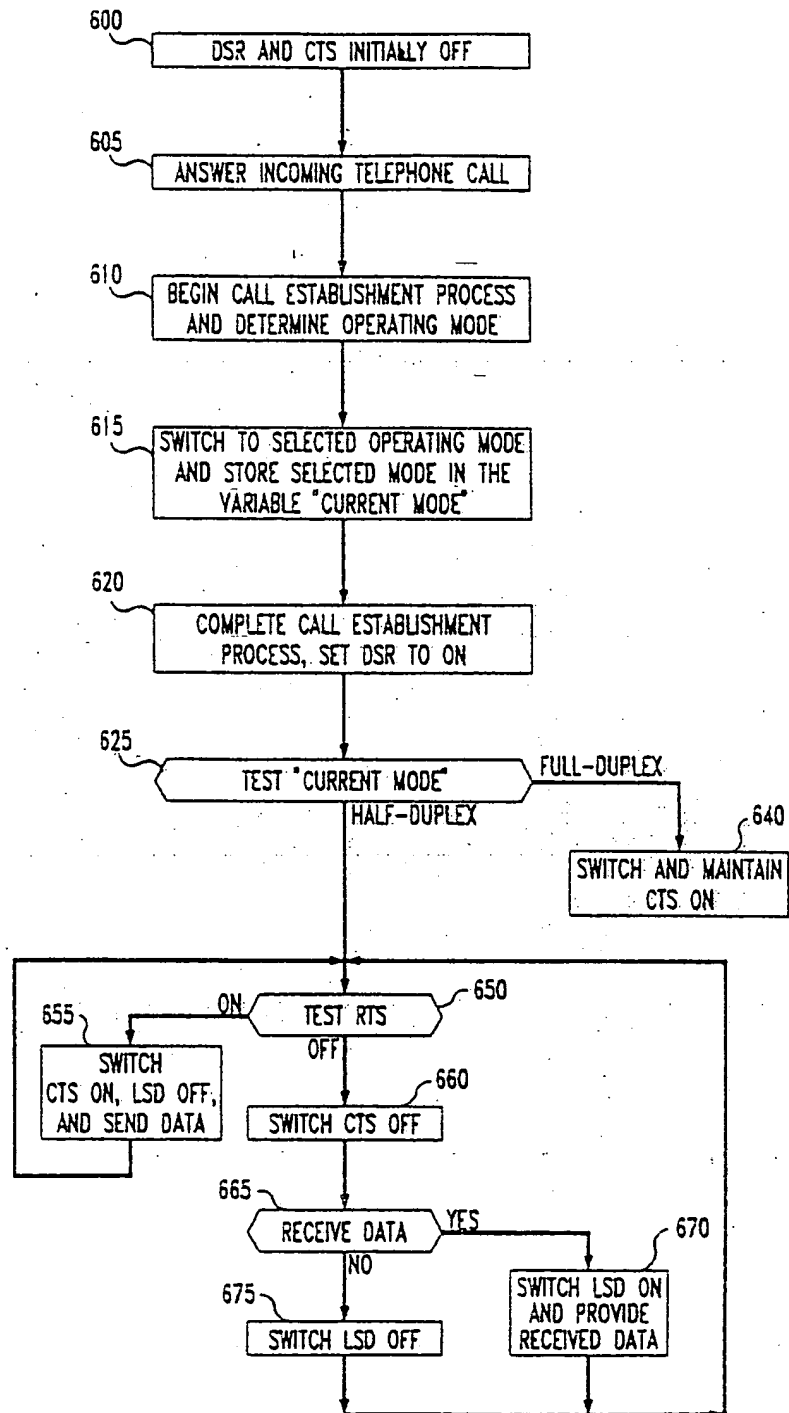 600
DSR AND CTS INITIALLY OFF
605
ANSWER INCOMING TELEPHONE CALL
610
BEGIN CALL ESTABLISHMENT PROCESS
AND DETERMINE OPERATING MODE
615
SWITCH TO SELECTED OPERATING MODE
AND STORE SELECTED MODE IN THE
VARIABLE "CURRENT MODE"
620
COMPLETE CALL ESTABLISHMENT
PROCESS, SET DSR TO ON
625
TEST "CURRENT MODE"
FULL-DUPLEX
HALF-DUPLEX
640
SWITCH AND MAINTAIN
CTS ON
650
TEST RTS
ON
OFF
655
SWITCH
CTS ON, LSD OFF,
AND SEND DATA
660
SWITCH CTS OFF
665
RECEIVE DATA
YES
NO
670
SWITCH LSD ON
AND PROVIDE
RECEIVED DATA
675
SWITCH LSD OFF